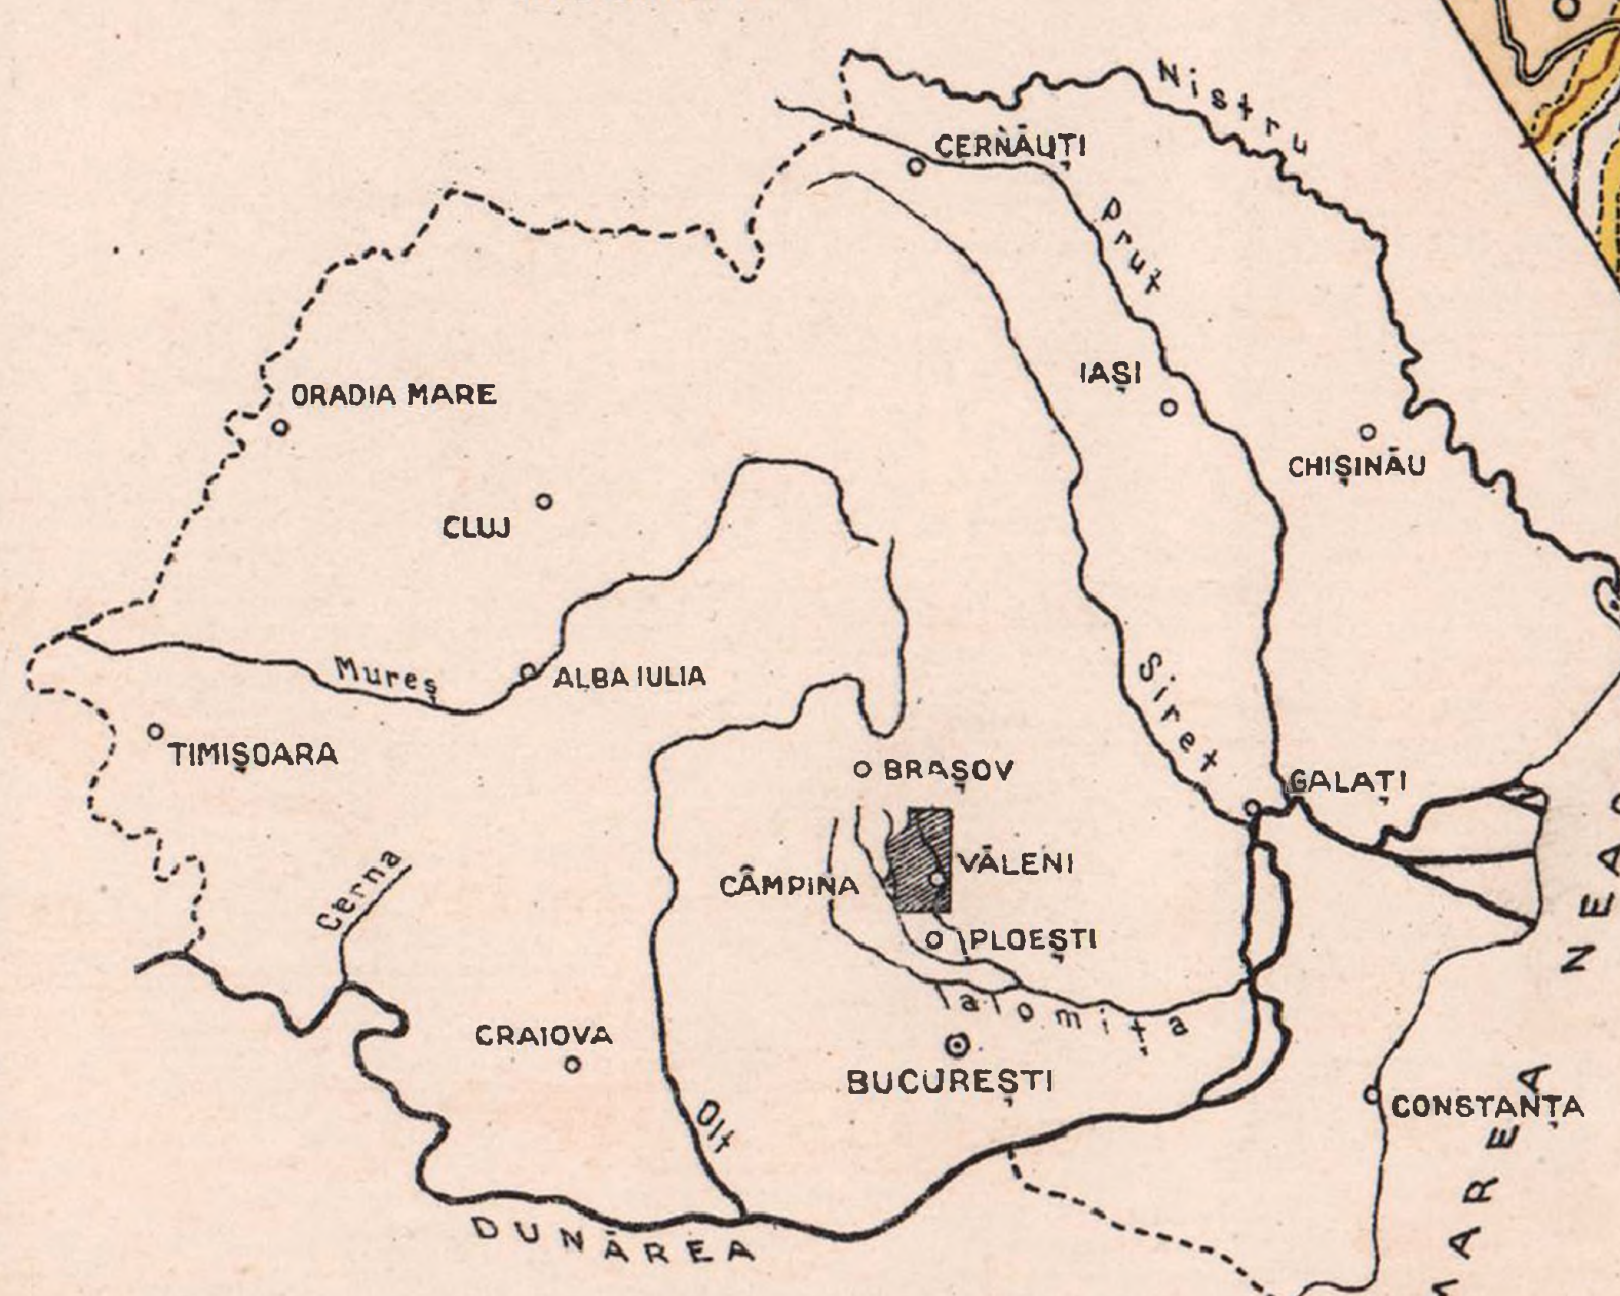 Nistru
CERNĂUȚI
Prut
IAȘI
ORADIA MARE
CHIȘINĂU
CLUJ
Mureș
ALBA IULIA
Siret
TIMIȘOARA
BRAȘOV
GALAȚI
VĂLENI
CÂMPINA
Cerna
PLOEȘTI
Ialomița
CRAIOVA
BUCUREȘTI
CONSTANȚA
Olt
DUNĂREA
MAREA